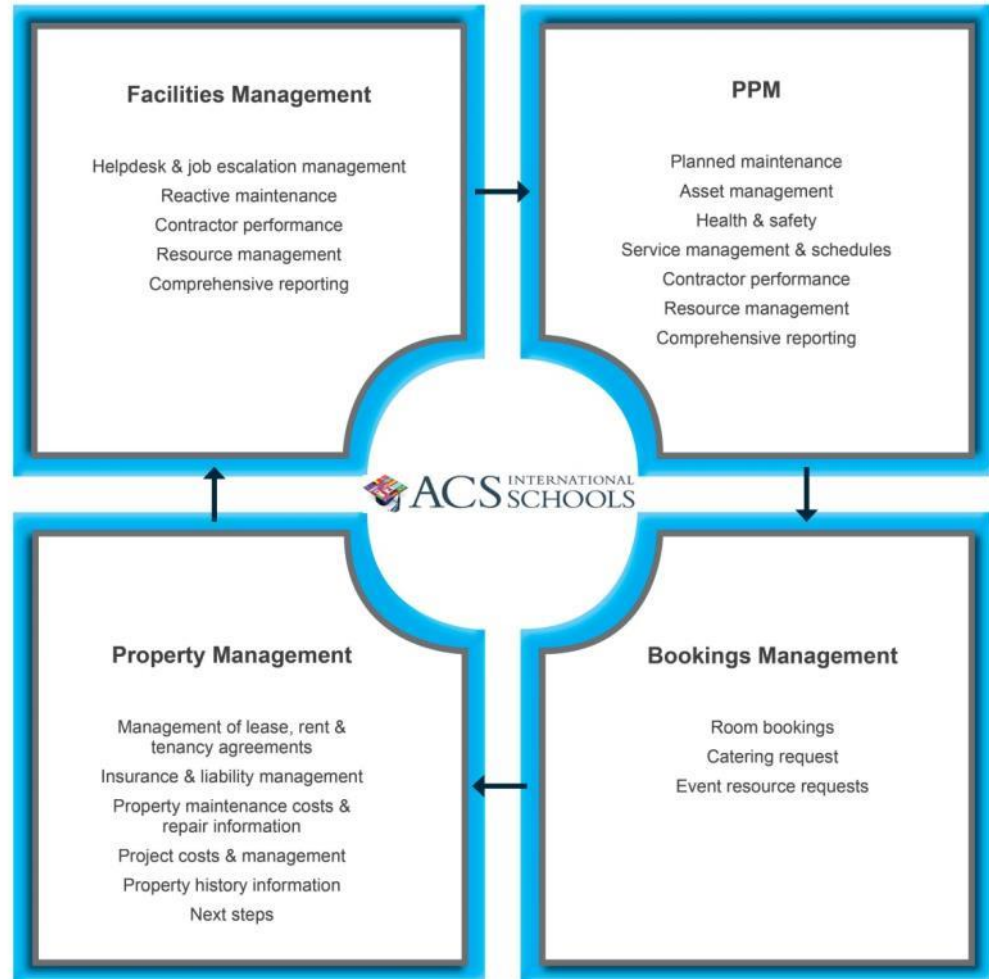 Facilities Management
Helpdesk & job escalation management
Reactive maintenance
Contractor performance
Resource management
Comprehensive reporting
PPM
Planned maintenance
Asset management
Health & safety
Service management & schedules
Contractor performance
Resource management
Comprehensive reporting
ACS INTERNATIONAL
SCHOOLS
Property Management
Management of lease, rent &
tenancy agreements
Insurance & liability management
Property maintenance costs &
repair information
Project costs & management
Property history information
Next steps
Bookings Management
Room bookings
Catering request
Event resource requests